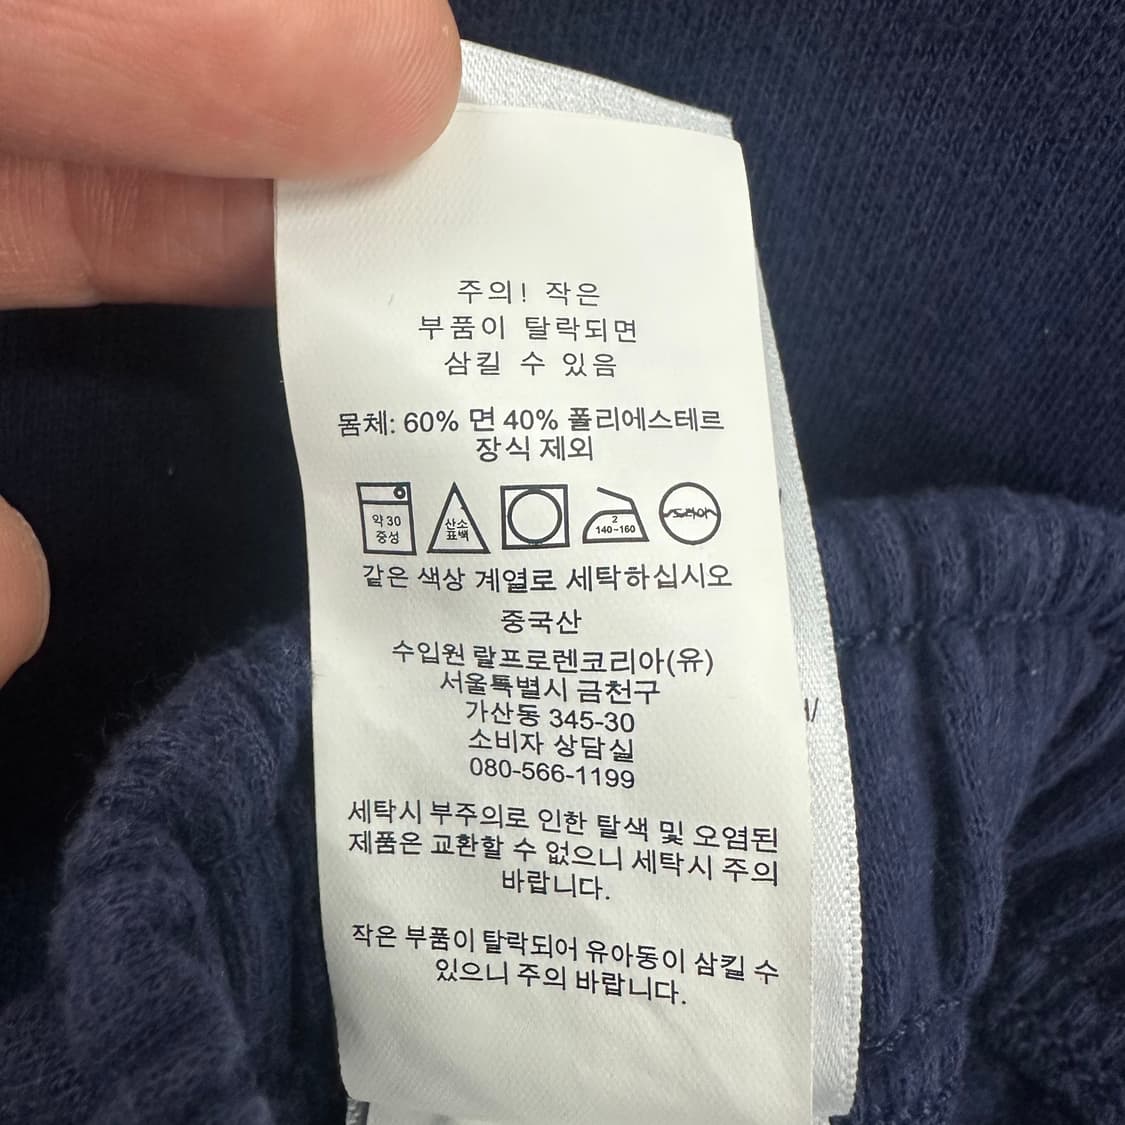 주의! 작은
부품이 탈락되면
삼킬 수 있음
몸체: 60% 면 40% 폴리에스테르
장식 제외
약 30
중성
산소
표백
2
140~160
드라이
같은 색상 계열로 세탁하십시오
중국산
수입원 랄프로렌코리아(유)
서울특별시 금천구
가산동 345-30
소비자 상담실
080-566-1199
세탁시 부주의로 인한 탈색 및 오염된
제품은 교환할 수 없으니 세탁시 주의
바랍니다.
작은 부품이 탈락되어 유아동이 삼킬 수
있으니 주의 바랍니다.